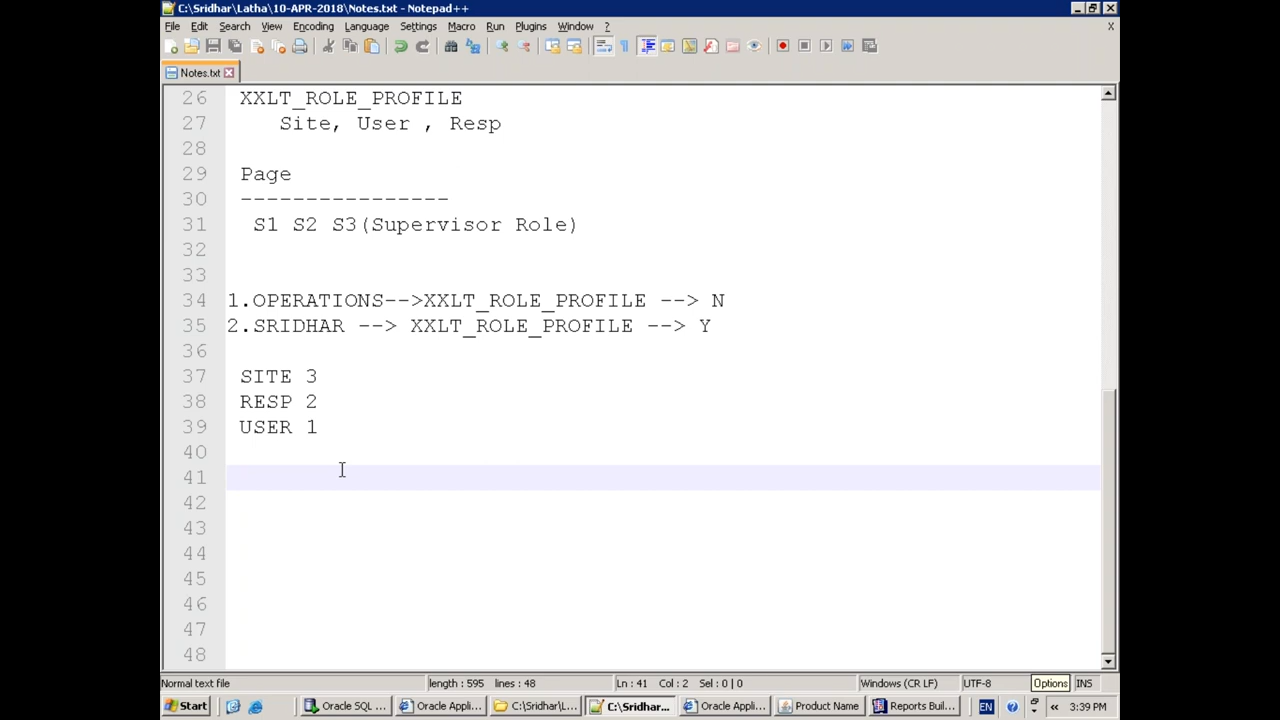 C:\Sridhar\Latha\10-APR-2018\Notes.txt - Notepad++
File Edit Search View Encoding Language Settings Macro Run Plugins Window ? X
Notes.txt
26 XXLT_ROLE_PROFILE
27 Site, User , Resp
28
29 Page
30 ----------------
31 S1 S2 S3(Supervisor Role)
32
33
34 1.OPERATIONS-->XXLT_ROLE_PROFILE --> N
35 2.SRIDHAR --> XXLT_ROLE_PROFILE --> Y
36
37 SITE 3
38 RESP 2
39 USER 1
40
41
42
43
44
45
46
47
48
Normal text file length : 595 lines : 48 Ln : 41 Col : 2 Sel : 0 | 0 Windows (CR LF) UTF-8 Options INS
Start Oracle SQL ... Oracle Appli... C:\Sridhar\L... C:\Sridhar... Oracle Appli... Product Name Reports Buil... EN ? « 3:39 PM